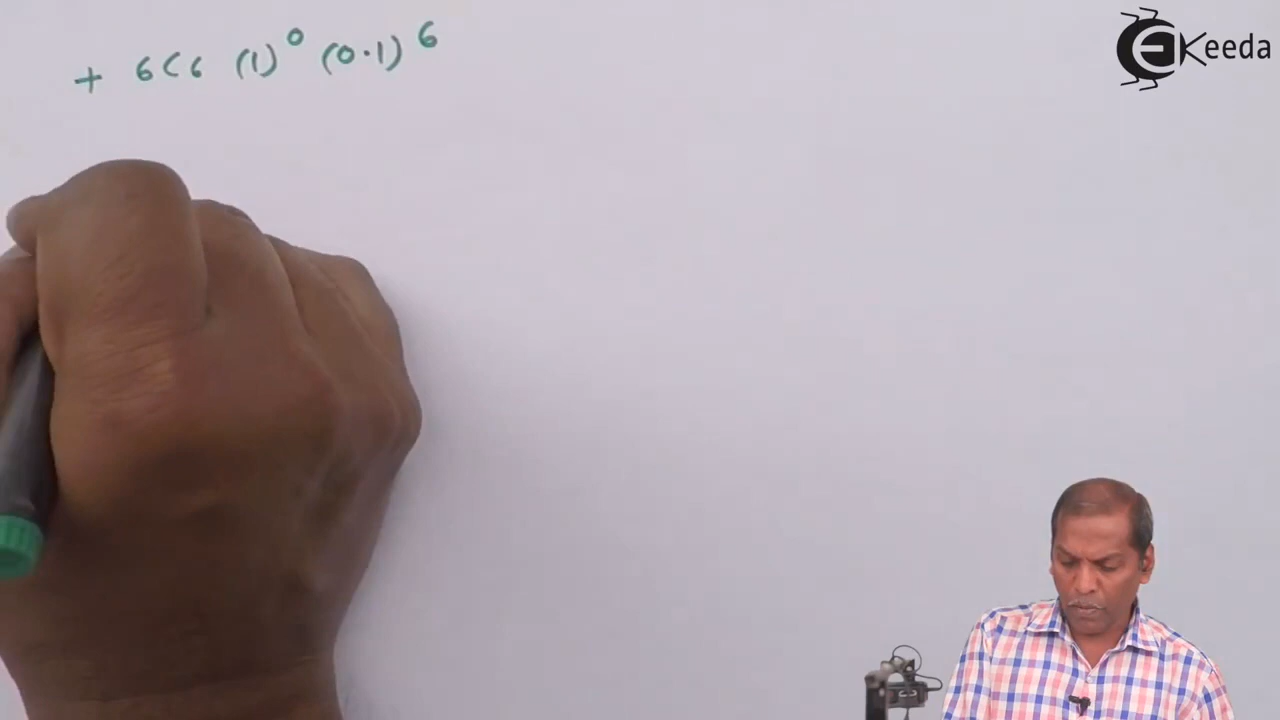 + 6C6 (1)⁰ (0.1)⁶
EKeeda